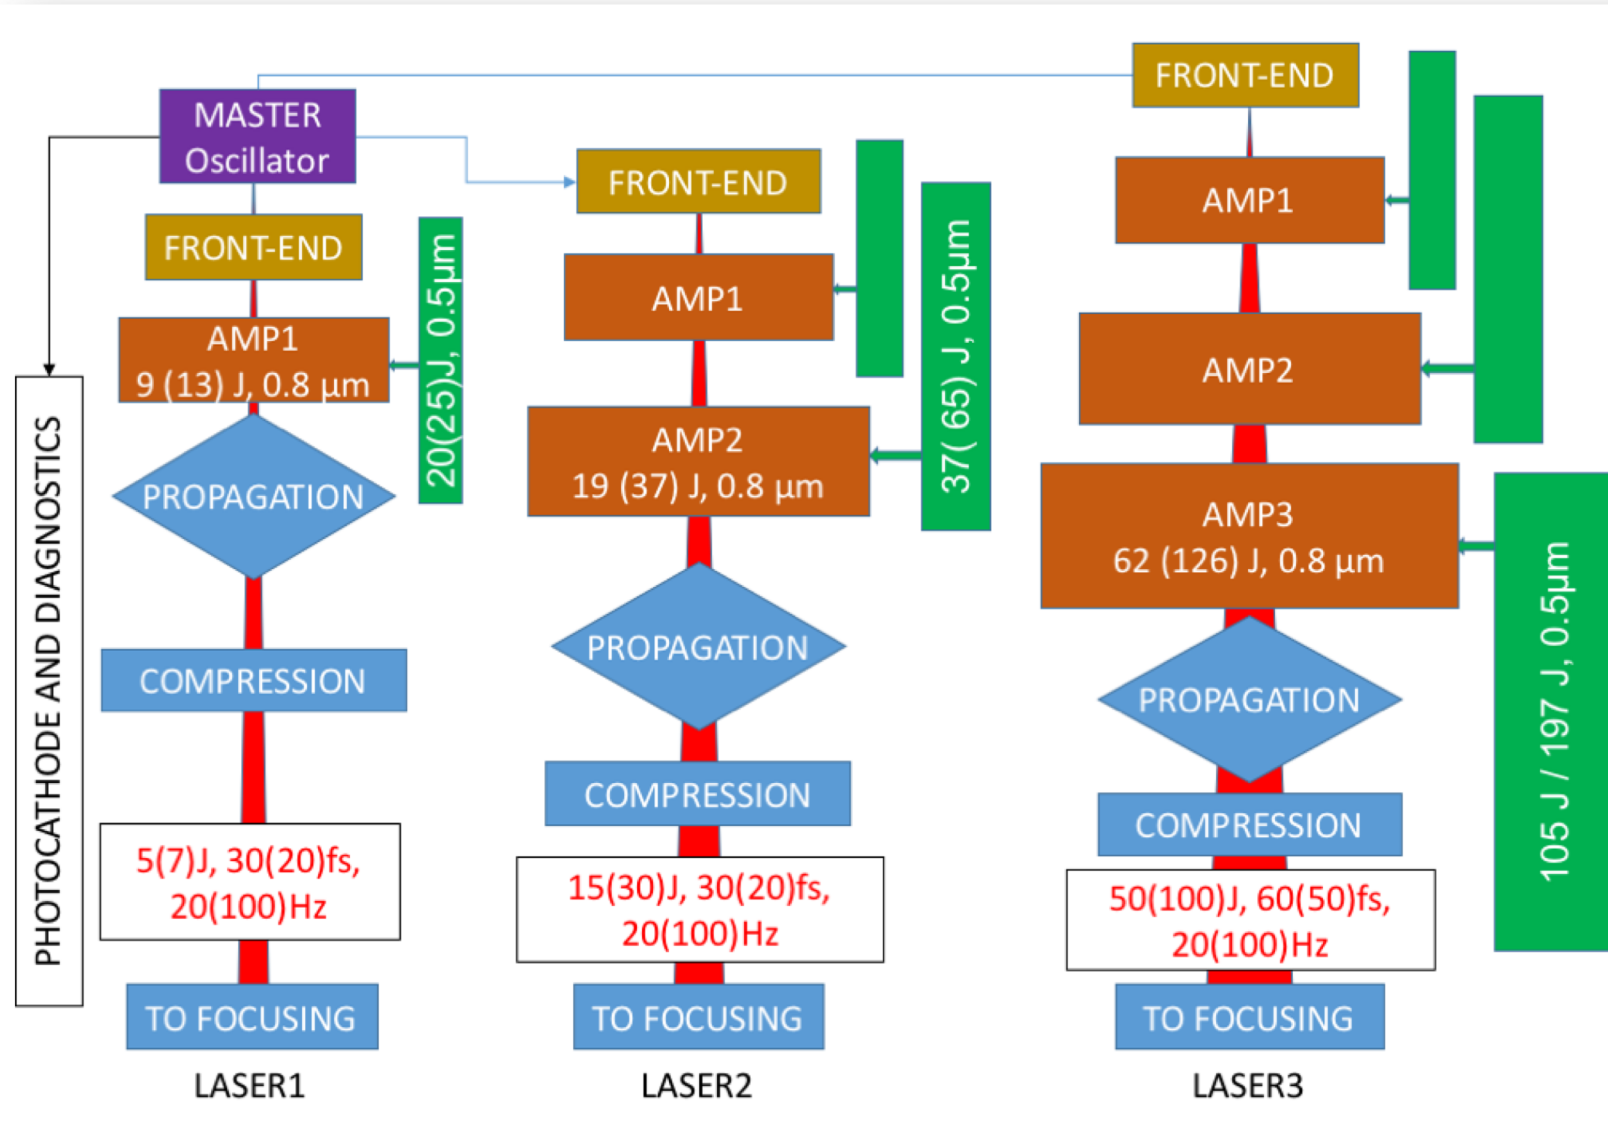 MASTER
Oscillator
FRONT-END
AMP1
9 (13) J, 0.8 µm
20(25)J, 0.5µm
PROPAGATION
COMPRESSION
5(7)J, 30(20)fs,
20(100)Hz
TO FOCUSING
LASER1
PHOTOCATHODE AND DIAGNOSTICS
FRONT-END
AMP1
AMP2
19 (37) J, 0.8 µm
37( 65) J, 0.5µm
PROPAGATION
COMPRESSION
15(30)J, 30(20)fs,
20(100)Hz
TO FOCUSING
LASER2
FRONT-END
AMP1
AMP2
AMP3
62 (126) J, 0.8 µm
105 J / 197 J, 0.5µm
PROPAGATION
COMPRESSION
50(100)J, 60(50)fs,
20(100)Hz
TO FOCUSING
LASER3